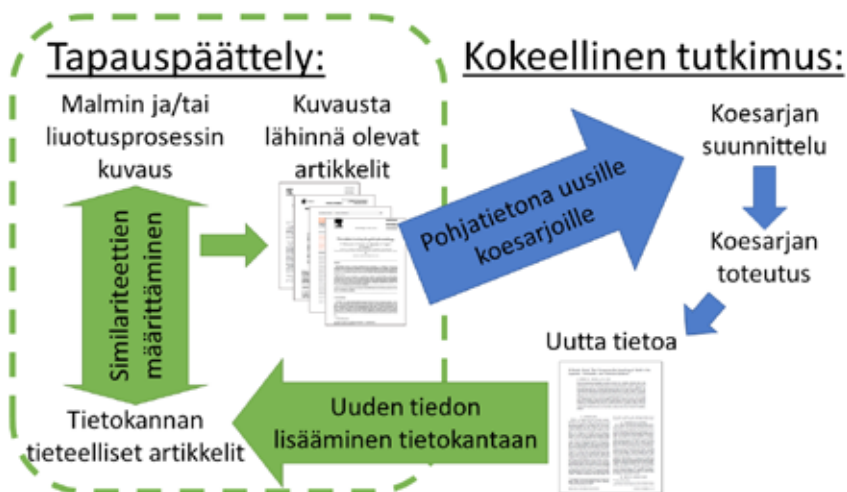 Tapauspäättely:
Malmin ja/tai
liuotusprosessin
kuvaus
Kuvausta
lähinnä olevat
artikkelit
Similariteettien
määrittäminen
Tietokannan
tieteelliset artikkelit
Kokeellinen tutkimus:
Pohjatietona uusille
koesarjoille
Koesarjan
suunnittelu
Koesarjan
toteutus
Uutta tietoa
Uuden tiedon
lisääminen tietokantaan